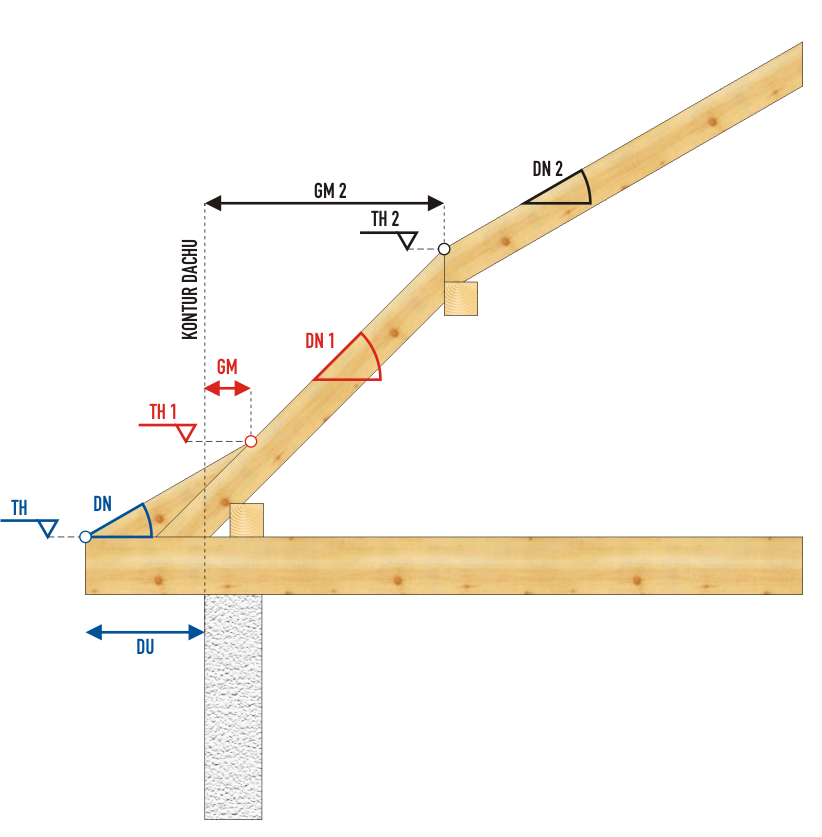 DN 2
GM 2
TH 2
KONTUR DACHU
DN 1
GM
TH 1
DN
TH
DU